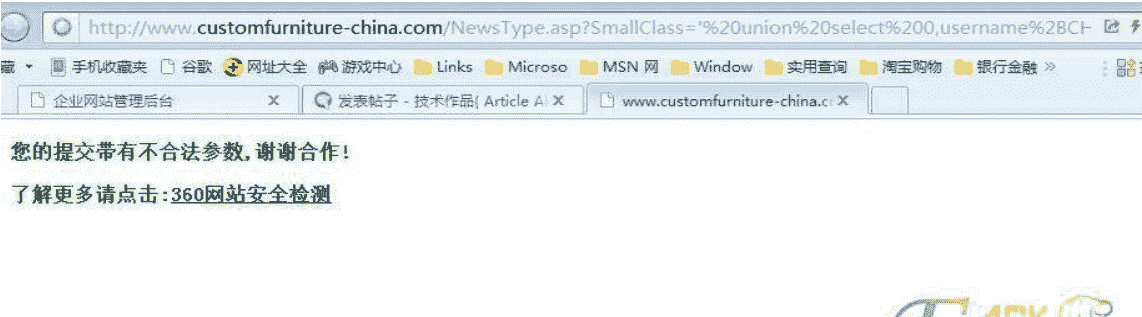 http://www.customfurniture-china.com/NewsType.asp?SmallClass='%20union%20select%200,username%2BCH
藏 手机收藏夹 谷歌 网址大全 游戏中心 Links Microso MSN 网 Window 实用查询 淘宝购物 银行金融 »
企业网站管理后台 x 发表帖子 - 技术作品( Article A x www.customfurniture-china.c x
您的提交带有不合法参数,谢谢合作!
了解更多请点击:360网站安全检测